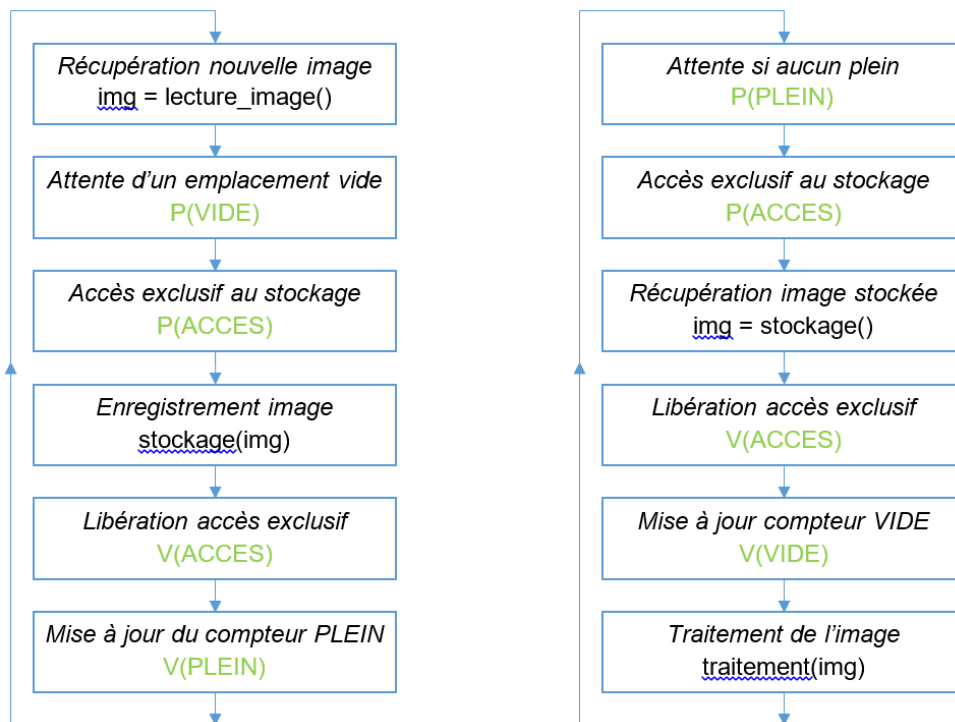 Récupération nouvelle image
img = lecture_image()
Attente d'un emplacement vide
P(VIDE)
Accès exclusif au stockage
P(ACCES)
Enregistrement image
stockage(img)
Libération accès exclusif
V(ACCES)
Mise à jour du compteur PLEIN
V(PLEIN)
Attente si aucun plein
P(PLEIN)
Accès exclusif au stockage
P(ACCES)
Récupération image stockée
img = stockage()
Libération accès exclusif
V(ACCES)
Mise à jour compteur VIDE
V(VIDE)
Traitement de l'image
traitement(img)